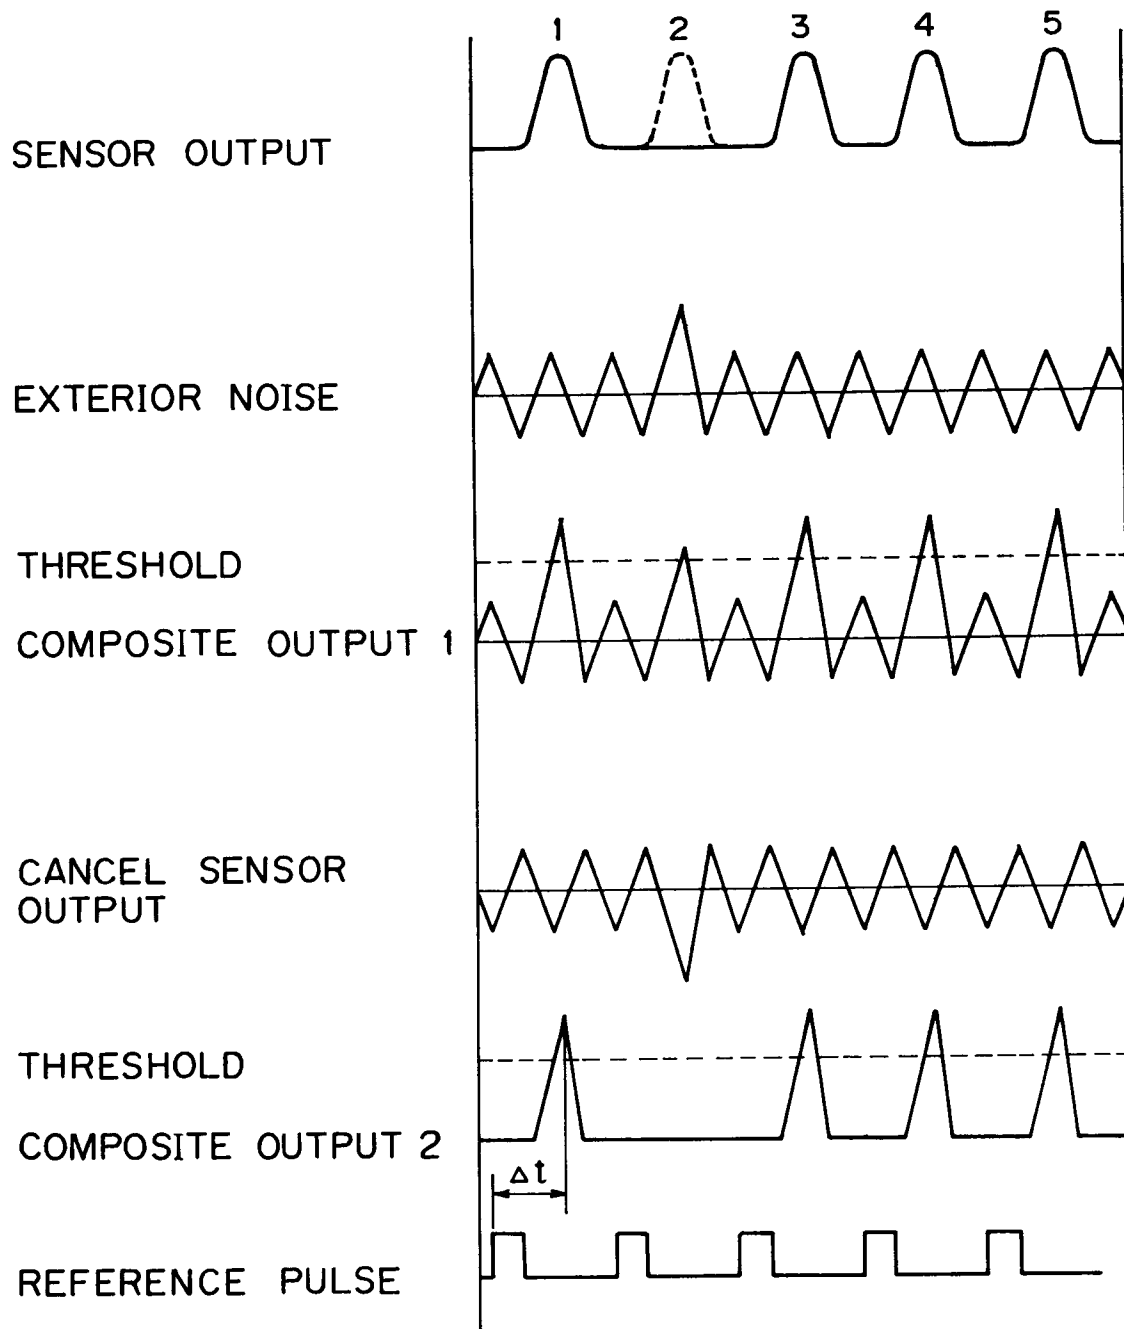 1 2 3 4 5
SENSOR OUTPUT
EXTERIOR NOISE
THRESHOLD
COMPOSITE OUTPUT 1
CANCEL SENSOR
OUTPUT
THRESHOLD
COMPOSITE OUTPUT 2
Δt
REFERENCE PULSE